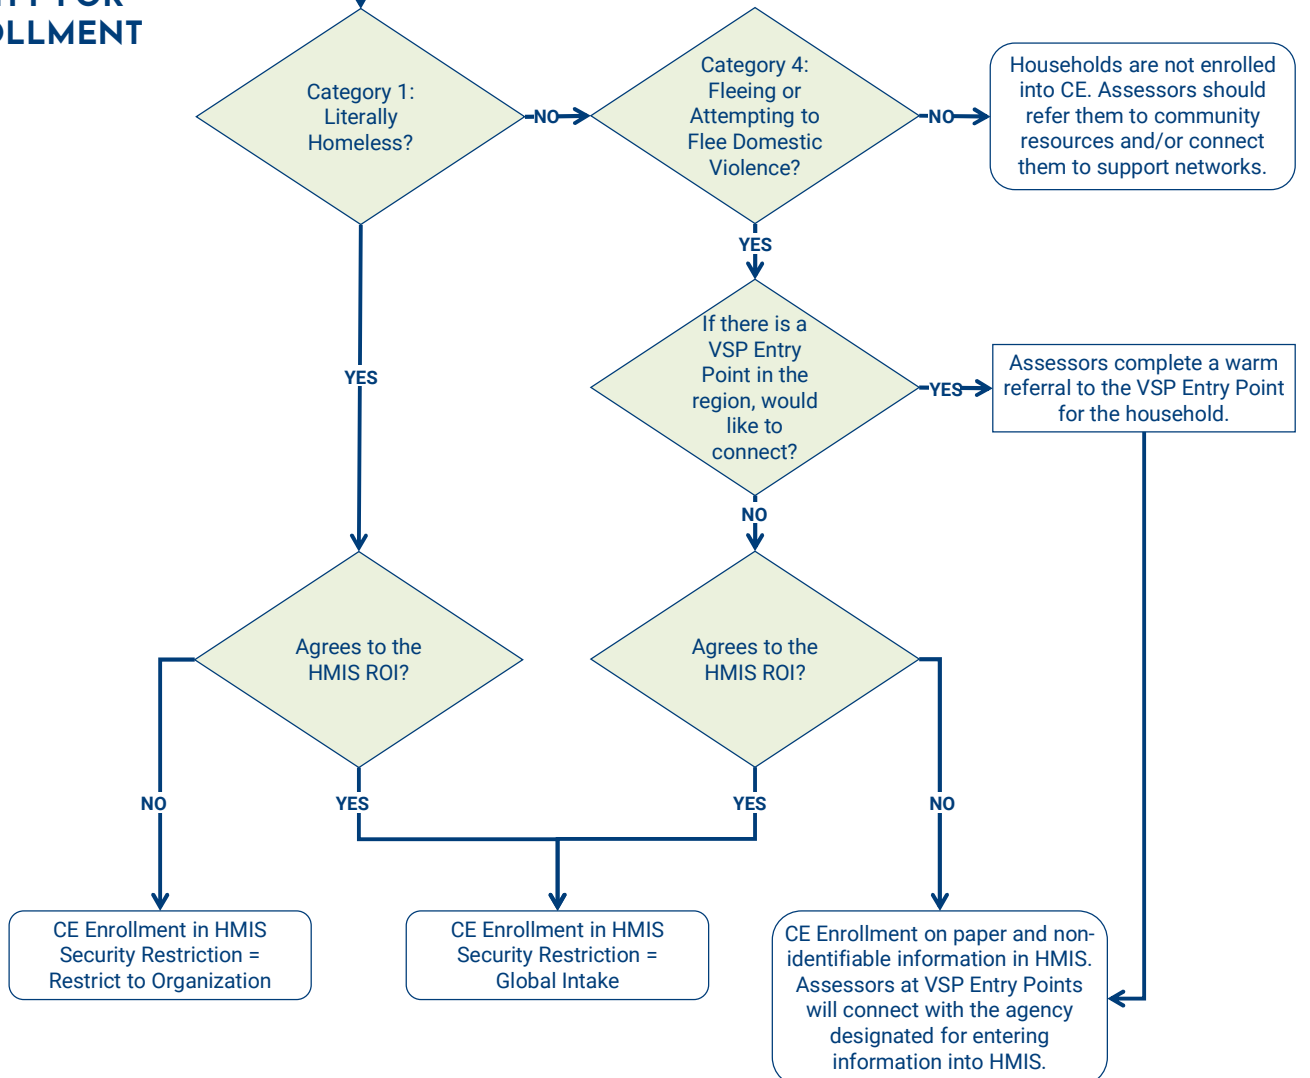 OLLMENT
Category 1:
Literally
Homeless?
NO
Category 4:
Fleeing or
Attempting to
Flee Domestic
Violence?
NO
Households are not enrolled
into CE. Assessors should
refer them to community
resources and/or connect
them to support networks.
YES
YES
If there is a
VSP Entry
Point in the
region, would
like to
connect?
YES
Assessors complete a warm
referral to the VSP Entry Point
for the household.
NO
Agrees to the
HMIS ROI?
Agrees to the
HMIS ROI?
NO
YES
YES
NO
CE Enrollment in HMIS
Security Restriction =
Restrict to Organization
CE Enrollment in HMIS
Security Restriction =
Global Intake
CE Enrollment on paper and non-
identifiable information in HMIS.
Assessors at VSP Entry Points
will connect with the agency
designated for entering
information into HMIS.